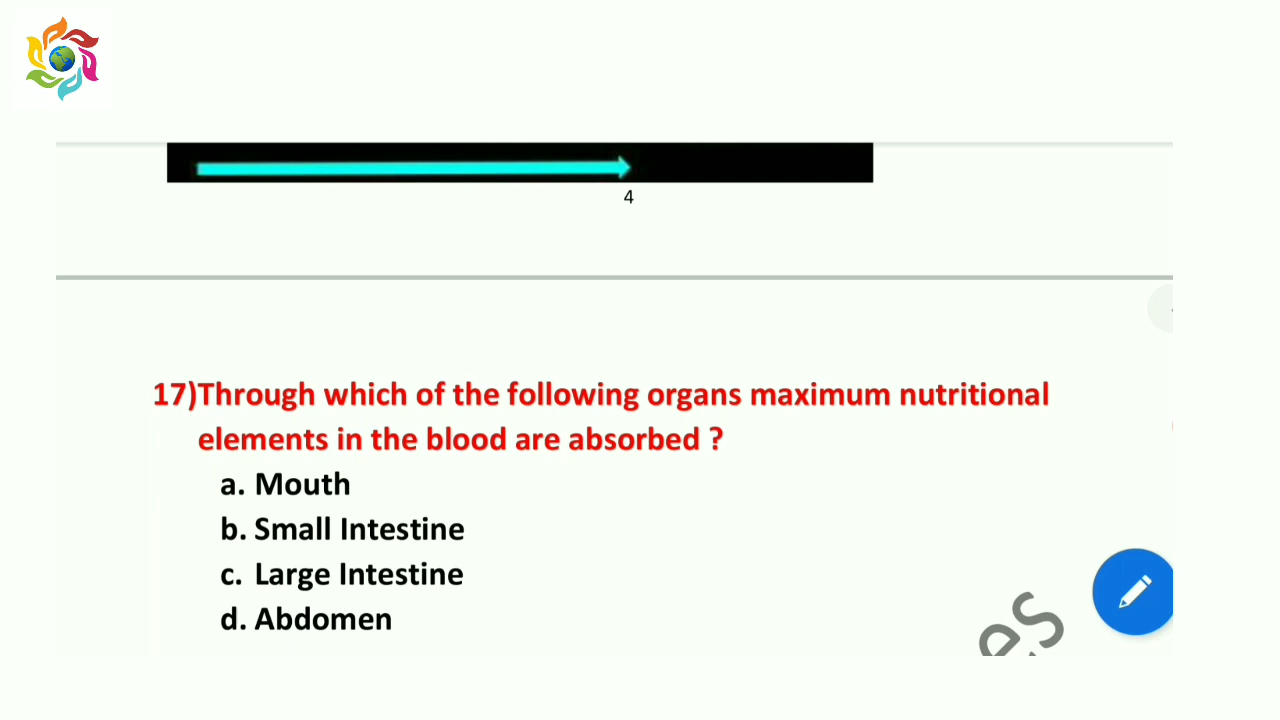 4
17)Through which of the following organs maximum nutritional
elements in the blood are absorbed ?
a. Mouth
b. Small Intestine
c. Large Intestine
d. Abdomen